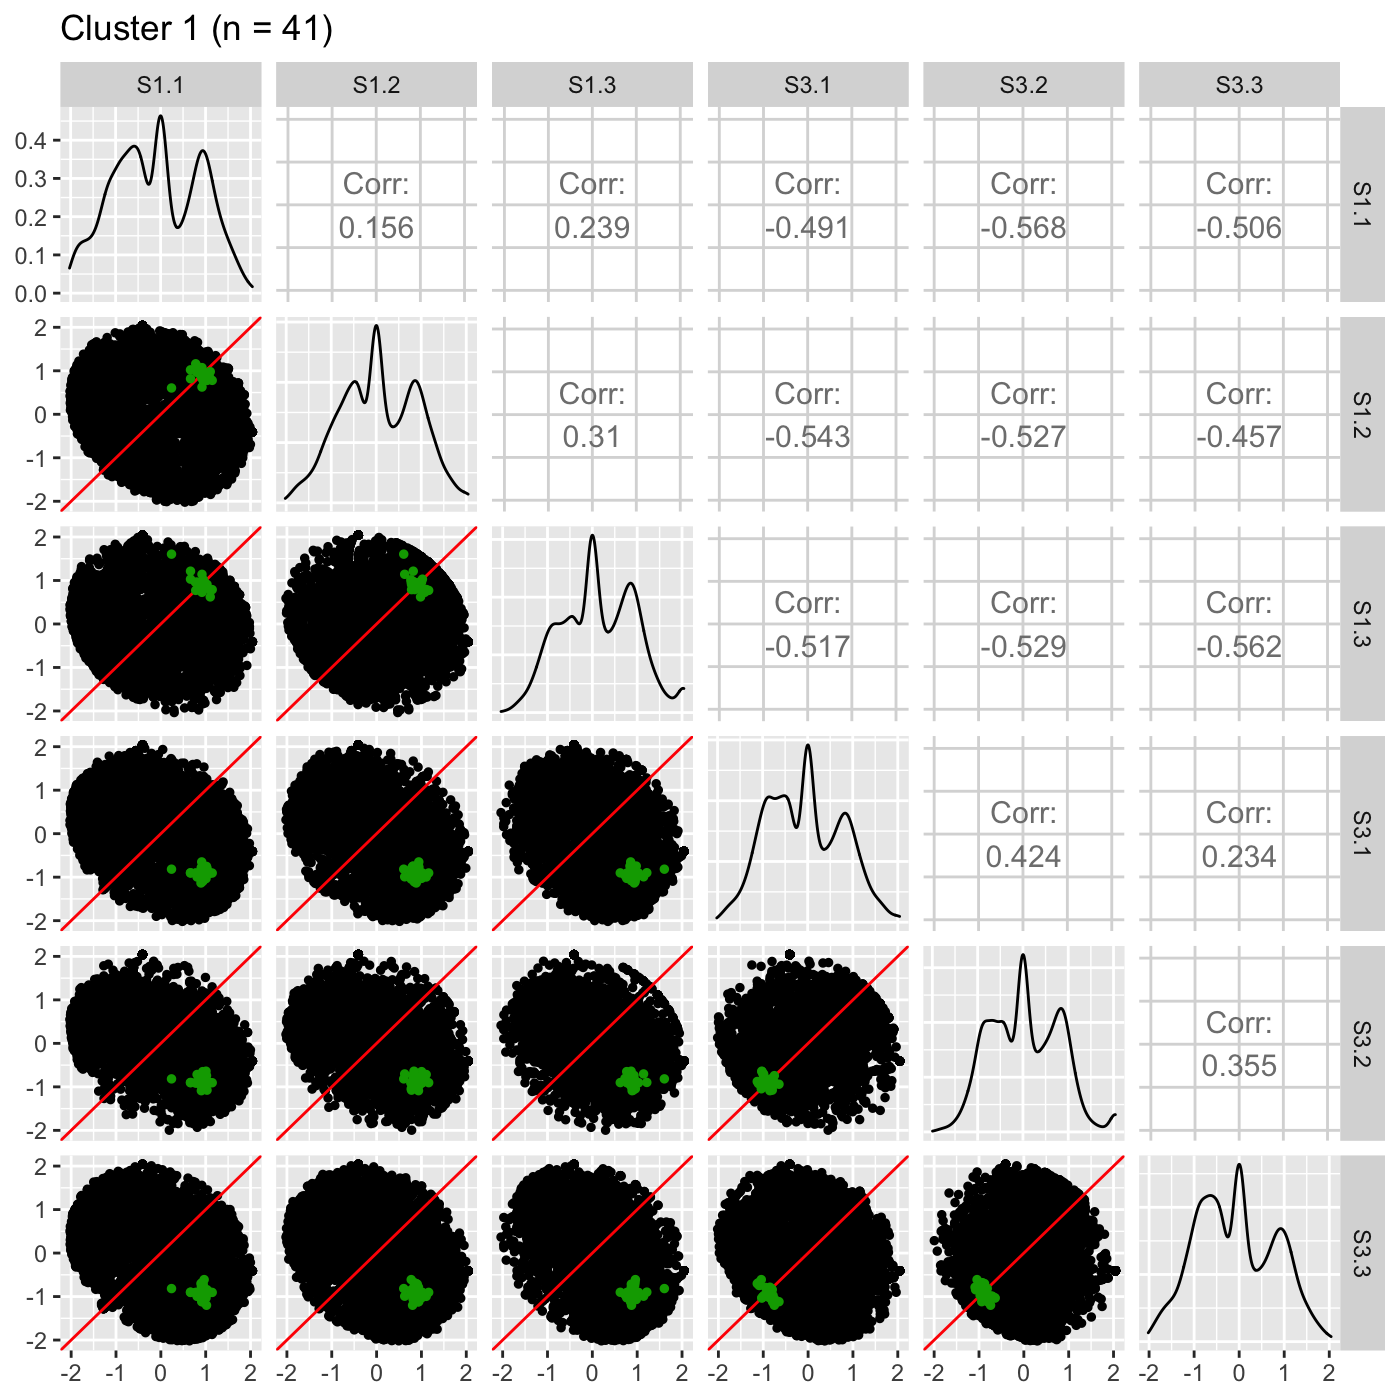 Cluster 1 (n = 41)
S1.1 S1.2 S1.3 S3.1 S3.2 S3.3
0.4
0.3
0.2
0.1
0.0
Corr: Corr: Corr: Corr: Corr:
0.156 0.239 -0.491 -0.568 -0.506
S1.1
2
1
0
-1
-2
Corr: Corr: Corr: Corr:
0.31 -0.543 -0.527 -0.457
S1.2
2
1
0
-1
-2
Corr: Corr: Corr:
-0.517 -0.529 -0.562
S1.3
2
1
0
-1
-2
Corr: Corr:
0.424 0.234
S3.1
2
1
0
-1
-2
Corr:
0.355
S3.2
2
1
0
-1
-2
S3.3
-2 -1 0 1 2 -2 -1 0 1 2 -2 -1 0 1 2 -2 -1 0 1 2 -2 -1 0 1 2 -2 -1 0 1 2